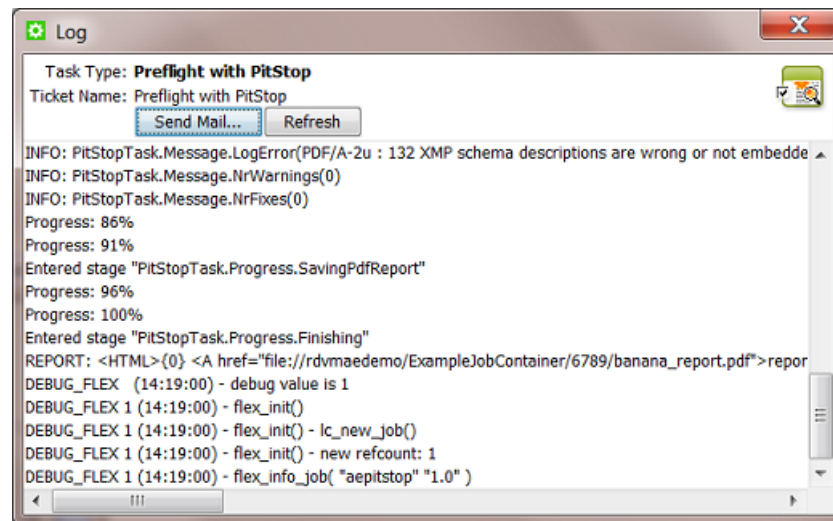 Log
Task Type: Preflight with PitStop
Ticket Name: Preflight with PitStop
Send Mail... Refresh
INFO: PitStopTask.Message.LogError(PDF/A-2u : 132 XMP schema descriptions are wrong or not embedde
INFO: PitStopTask.Message.NrWarnings(0)
INFO: PitStopTask.Message.NrFixes(0)
Progress: 86%
Progress: 91%
Entered stage "PitStopTask.Progress.SavingPdfReport"
Progress: 96%
Progress: 100%
Entered stage "PitStopTask.Progress.Finishing"
REPORT: <HTML>{0} <A href="file://rdvmaedemo/ExampleJobContainer/6789/banana_report.pdf">repor
DEBUG_FLEX (14:19:00) - debug value is 1
DEBUG_FLEX 1 (14:19:00) - flex_init()
DEBUG_FLEX 1 (14:19:00) - flex_init() - lc_new_job()
DEBUG_FLEX 1 (14:19:00) - flex_init() - new refcount: 1
DEBUG_FLEX 1 (14:19:00) - flex_info_job( "aepitstop" "1.0" )